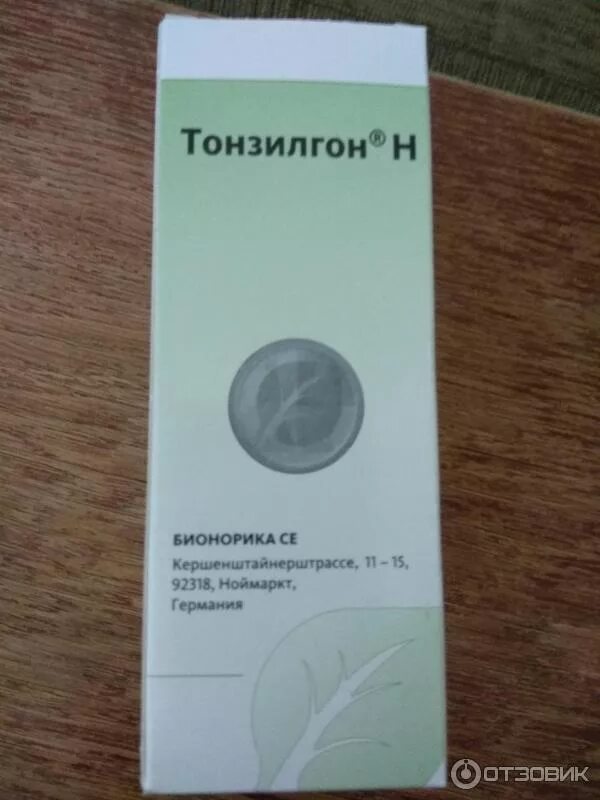 Тонзилгон® Н
БИОНОРИКА СЕ
Кершенштайнерштрассе, 11 – 15,
92318, Ноймаркт,
Германия
ОТЗОВИК